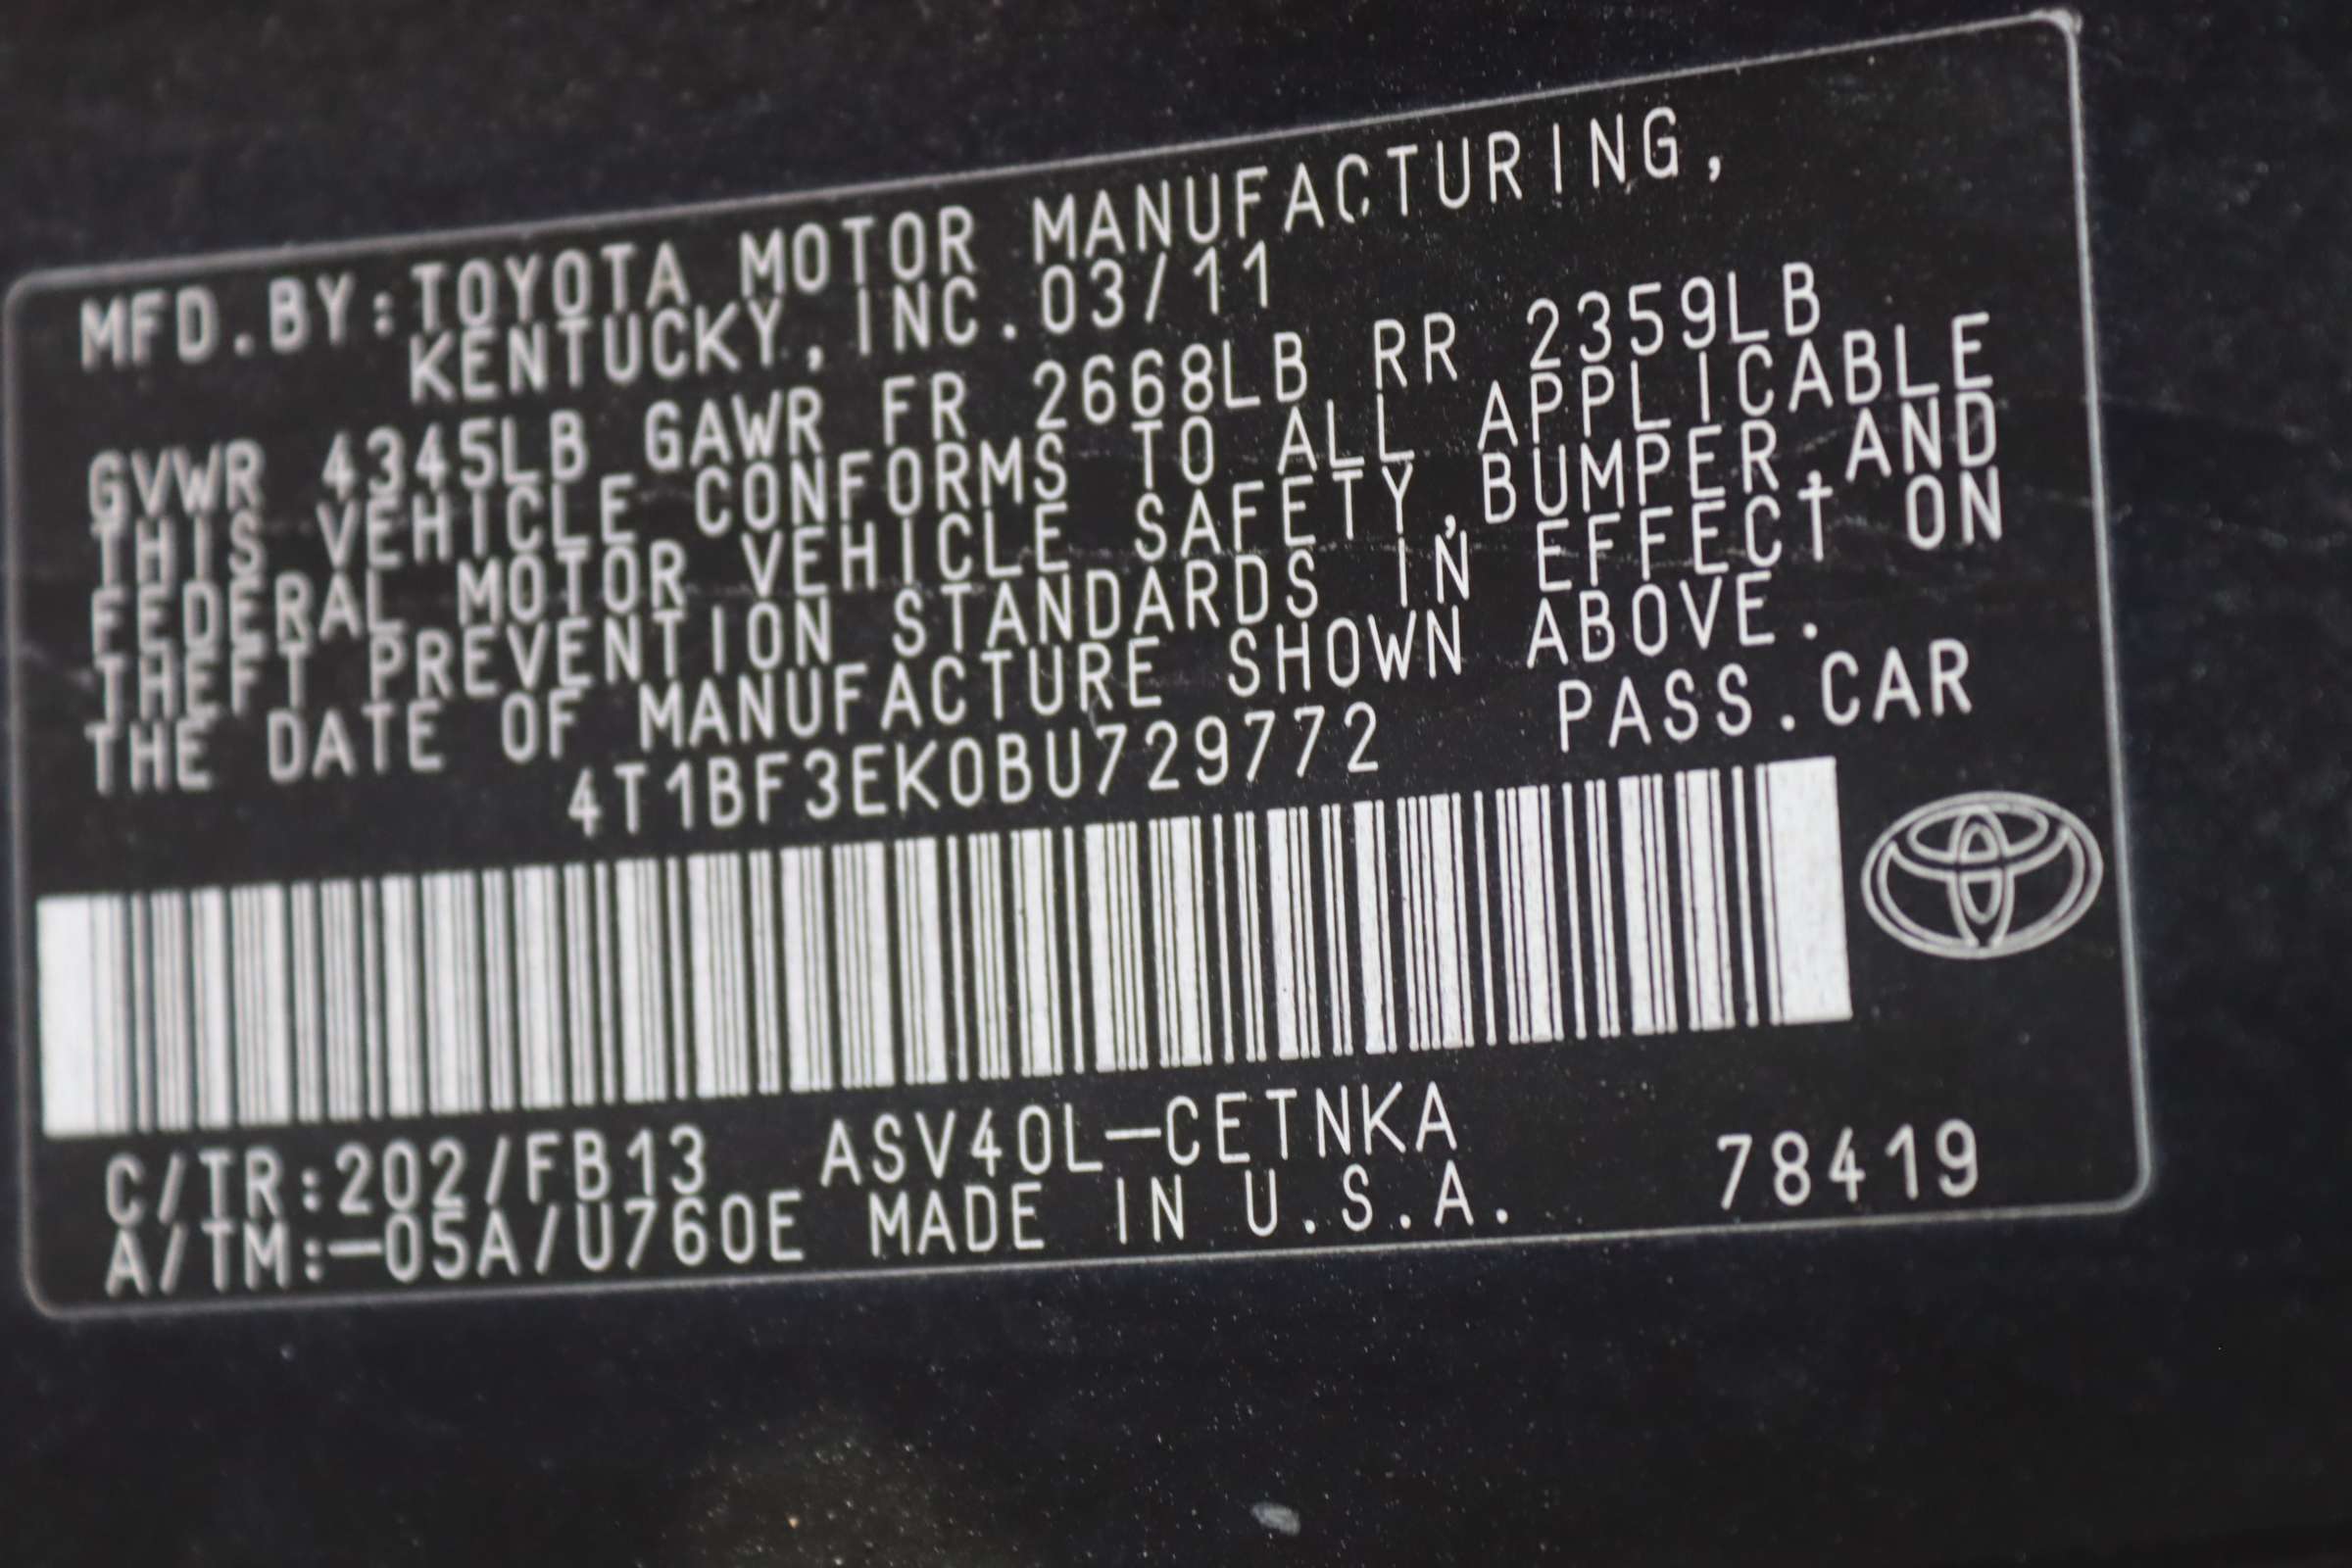 MFD.BY:TOYOTA MOTOR MANUFACTURING,
KENTUCKY, INC.03/11
GVWR 4345LB GAWR FR 2668LB RR 2359LB
THIS VEHICLE CONFORMS TO ALL APPLICABLE
FEDERAL MOTOR VEHICLE SAFETY,BUMPER,AND
THEFT PREVENTION STANDARDS IN EFFECT ON
THE DATE OF MANUFACTURE SHOWN ABOVE.
4T1BF3EK0BU729772 PASS.CAR
C/TR:202/FB13 ASV40L-CETNKA
A/TM:-05A/U760E MADE IN U.S.A. 78419